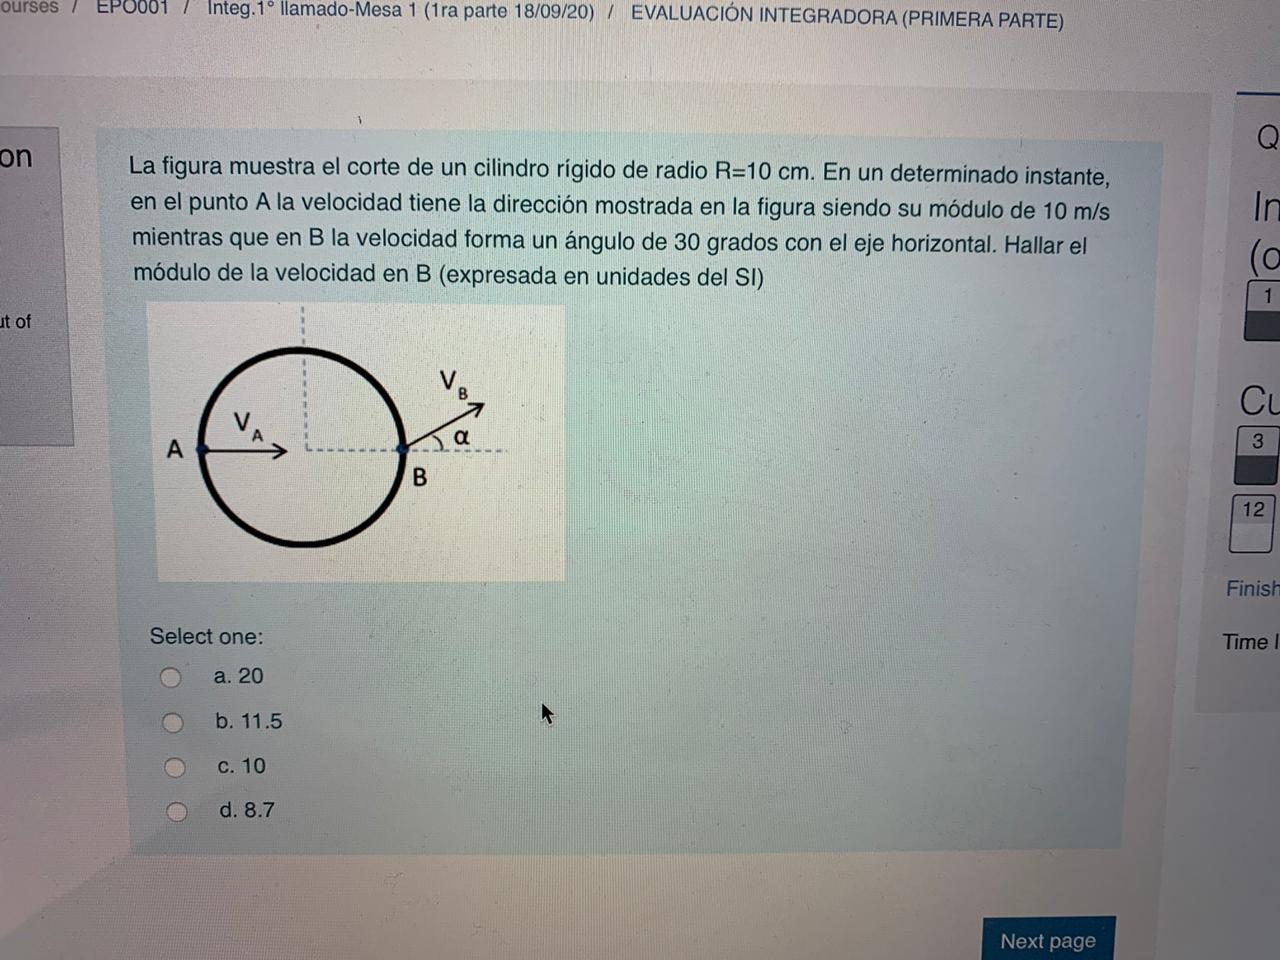 ourses / EPO001 / Integ.1° llamado-Mesa 1 (1ra parte 18/09/20) / EVALUACIÓN INTEGRADORA (PRIMERA PARTE)
on
ut of
La figura muestra el corte de un cilindro rígido de radio R=10 cm. En un determinado instante,
en el punto A la velocidad tiene la dirección mostrada en la figura siendo su módulo de 10 m/s
mientras que en B la velocidad forma un ángulo de 30 grados con el eje horizontal. Hallar el
módulo de la velocidad en B (expresada en unidades del SI)
V B
V A
α
A
B
Select one:
a. 20
b. 11.5
c. 10
d. 8.7
Next page
Q
In
(o
1
Cu
3
12
Finish
Time l